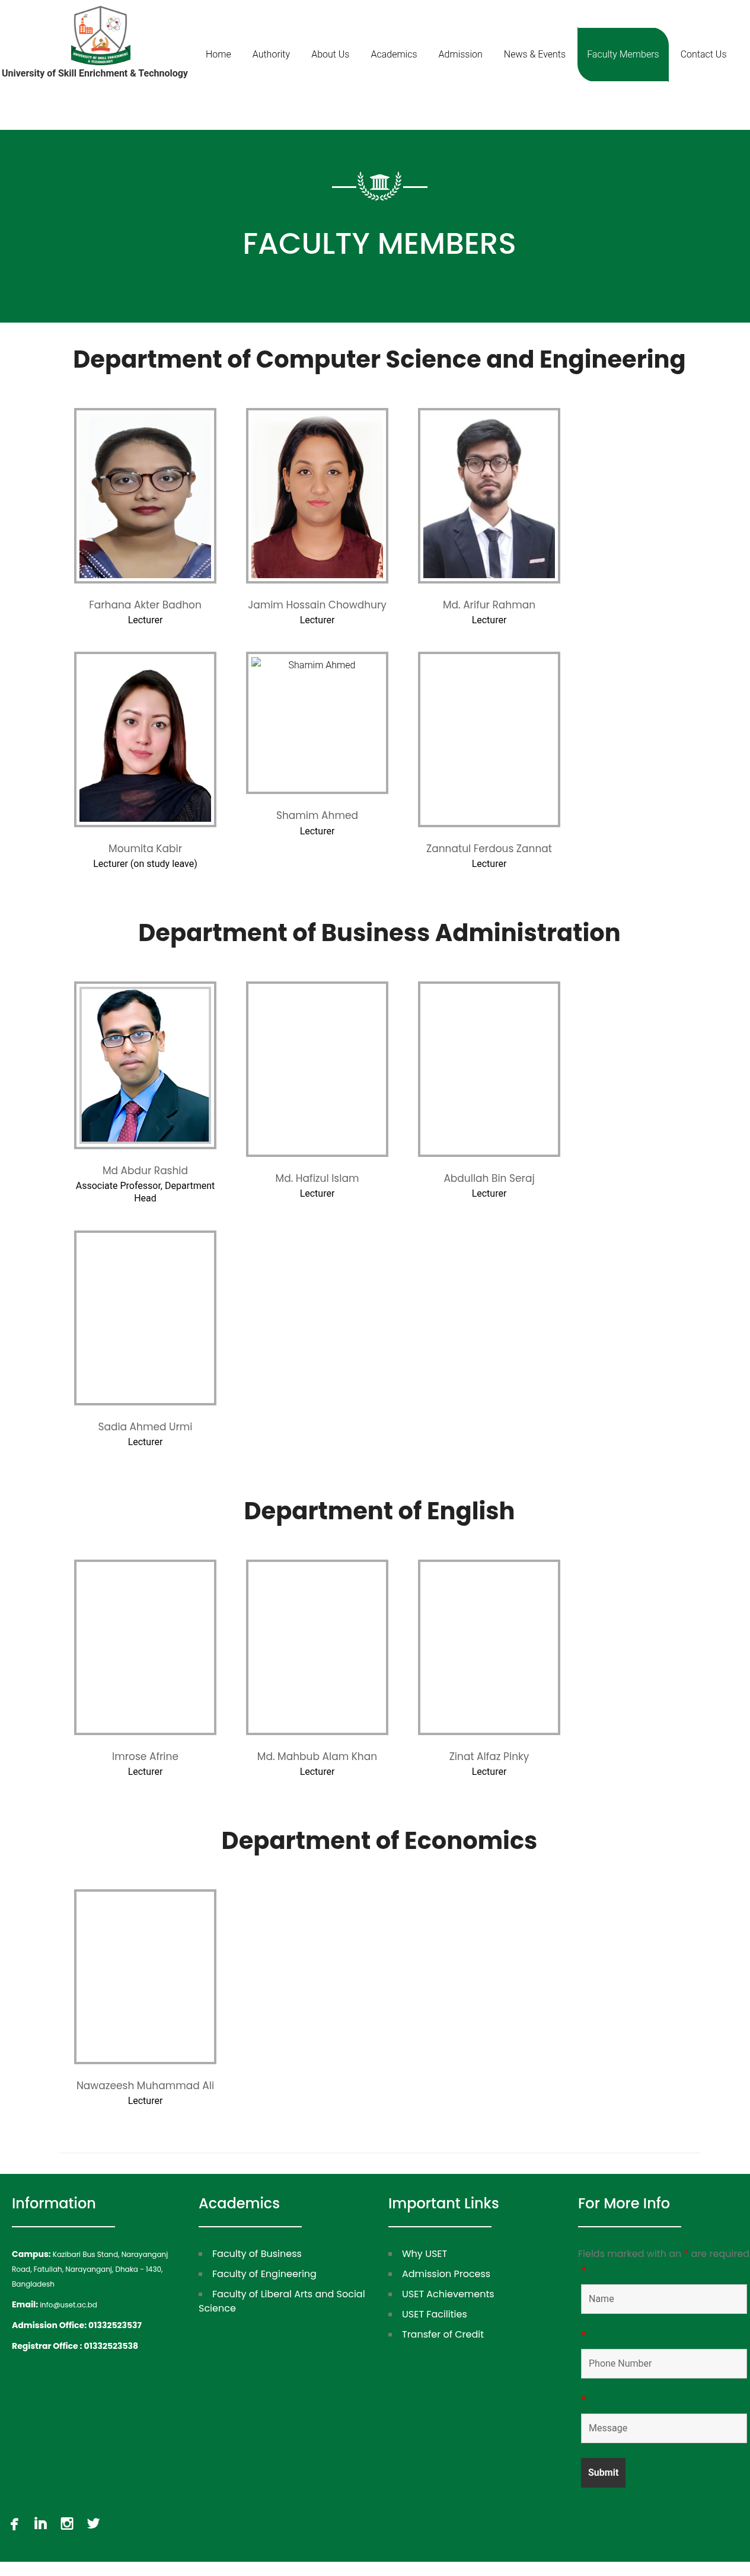 University of Skill Enrichment & Technology
Home Authority About Us Academics Admission News & Events Faculty Members Contact Us
FACULTY MEMBERS
Department of Computer Science and Engineering
Farhana Akter Badhon
Lecturer
Jamim Hossain Chowdhury
Lecturer
Md. Arifur Rahman
Lecturer
Moumita Kabir
Lecturer (on study leave)
Shamim Ahmed
Shamim Ahmed
Lecturer
Zannatul Ferdous Zannat
Lecturer
Department of Business Administration
Md Abdur Rashid
Associate Professor, Department
Head
Md. Hafizul Islam
Lecturer
Abdullah Bin Seraj
Lecturer
Sadia Ahmed Urmi
Lecturer
Department of English
Imrose Afrine
Lecturer
Md. Mahbub Alam Khan
Lecturer
Zinat Alfaz Pinky
Lecturer
Department of Economics
Nawazeesh Muhammad Ali
Lecturer
Information
Campus: Kazibari Bus Stand, Narayanganj
Road, Fatullah, Narayanganj, Dhaka - 1430,
Bangladesh
Email: info@uset.ac.bd
Admission Office: 01332523537
Registrar Office : 01332523538
Academics
Faculty of Business
Faculty of Engineering
Faculty of Liberal Arts and Social
Science
Important Links
Why USET
Admission Process
USET Achievements
USET Facilities
Transfer of Credit
For More Info
Fields marked with an * are required
*
Name
*
Phone Number
*
Message
Submit